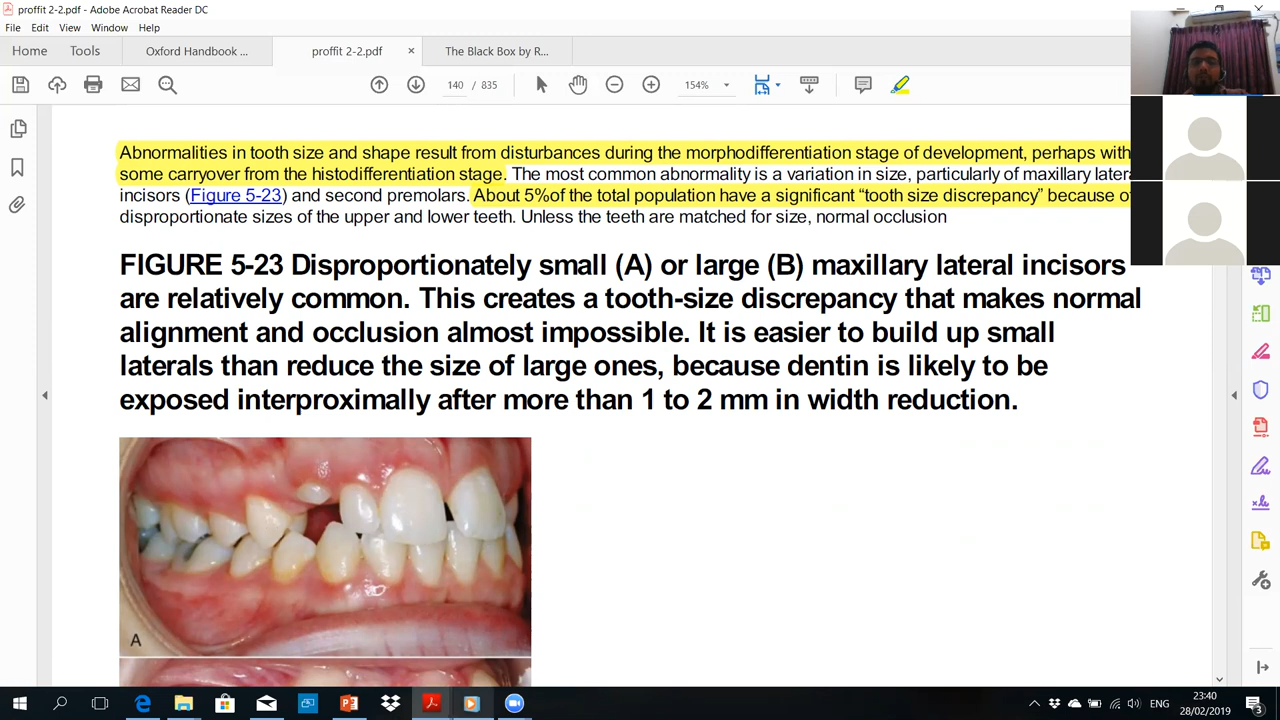 proffit 2-2.pdf - Adobe Acrobat Reader DC
File Edit View Window Help
Home Tools Oxford Handbook ... proffit 2-2.pdf × The Black Box by R...
140 / 835 154%
Abnormalities in tooth size and shape result from disturbances during the morphodifferentiation stage of development, perhaps with
some carryover from the histodifferentiation stage. The most common abnormality is a variation in size, particularly of maxillary
incisors (Figure 5-23) and second premolars. About 5%of the total population have a significant “tooth size discrepancy” because
disproportionate sizes of the upper and lower teeth. Unless the teeth are matched for size, normal occlusion
FIGURE 5-23 Disproportionately small (A) or large (B) maxillary lateral incisors
are relatively common. This creates a tooth-size discrepancy that makes normal
alignment and occlusion almost impossible. It is easier to build up small
laterals than reduce the size of large ones, because dentin is likely to be
exposed interproximally after more than 1 to 2 mm in width reduction.
A
ENG
23:40
28/02/2019
3